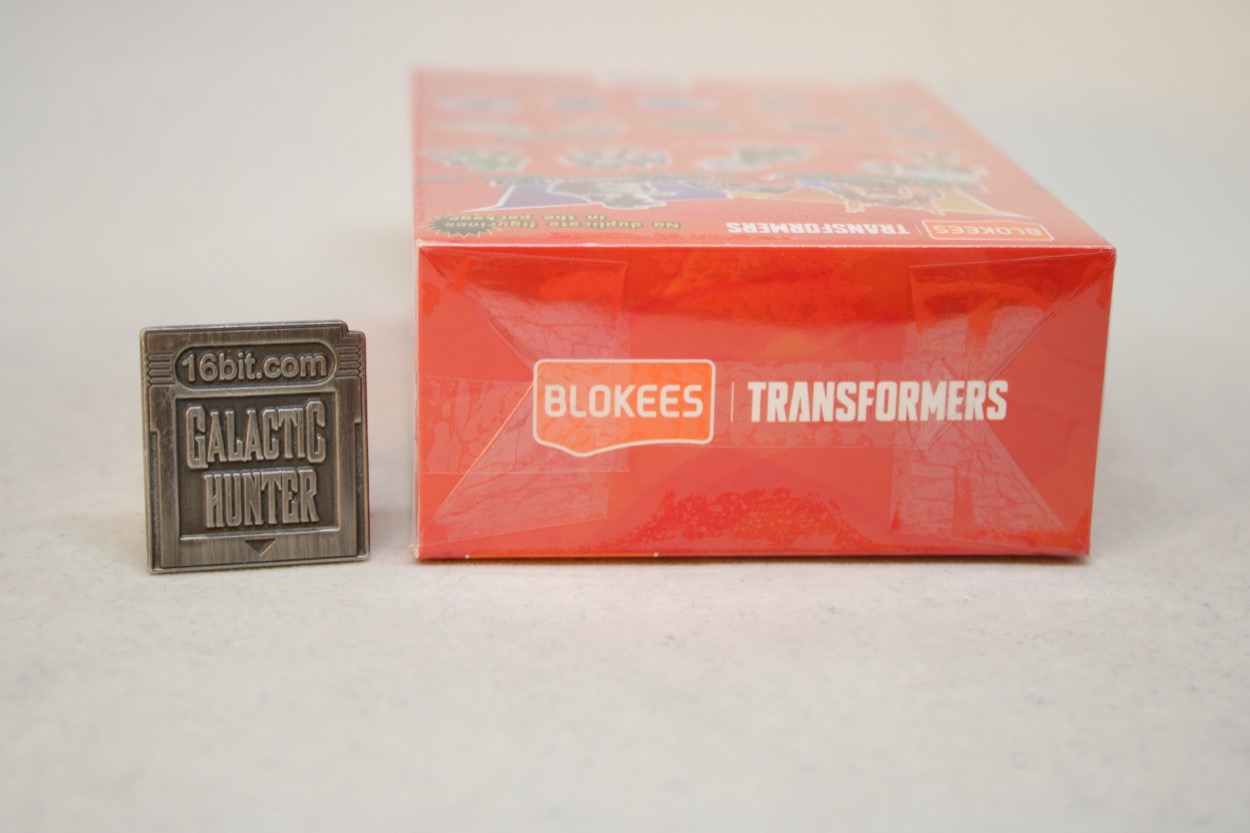 16bit.com
GALACTIC
HUNTER
No duplicate figurines
in the package
BLOKEES | TRANSFORMERS
BLOKEES | TRANSFORMERS